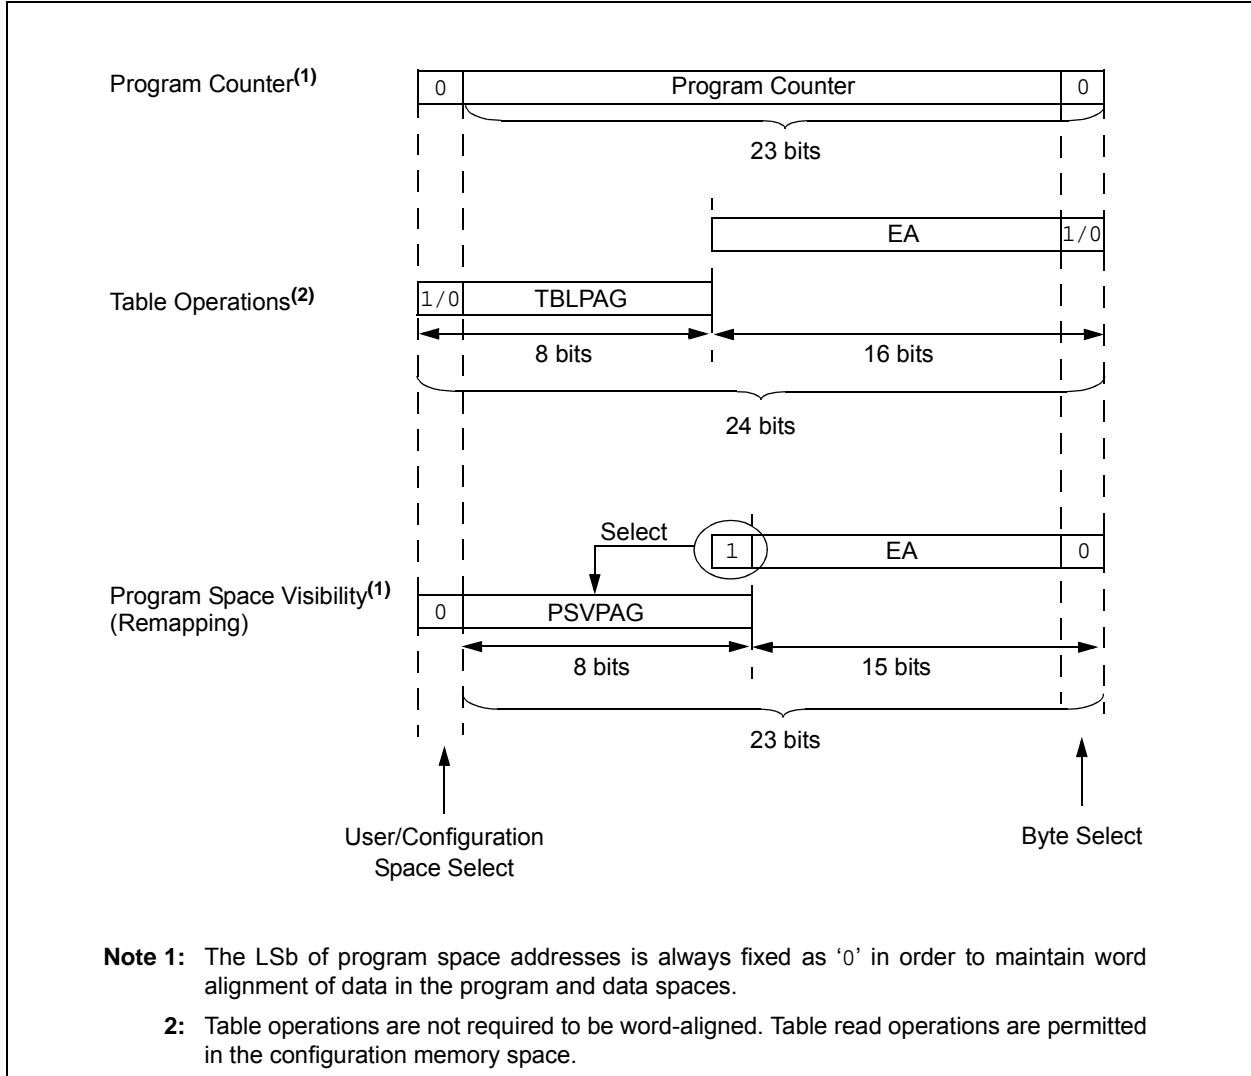 Program Counter(1)
0
Program Counter
0
23 bits
EA
1/0
Table Operations(2)
1/0
TBLPAG
8 bits
16 bits
24 bits
Select
1
EA
0
Program Space Visibility(1)
(Remapping)
0
PSVPAG
8 bits
15 bits
23 bits
User/Configuration
Space Select
Byte Select
Note 1: The LSb of program space addresses is always fixed as ‘0’ in order to maintain word
alignment of data in the program and data spaces.
2: Table operations are not required to be word-aligned. Table read operations are permitted
in the configuration memory space.